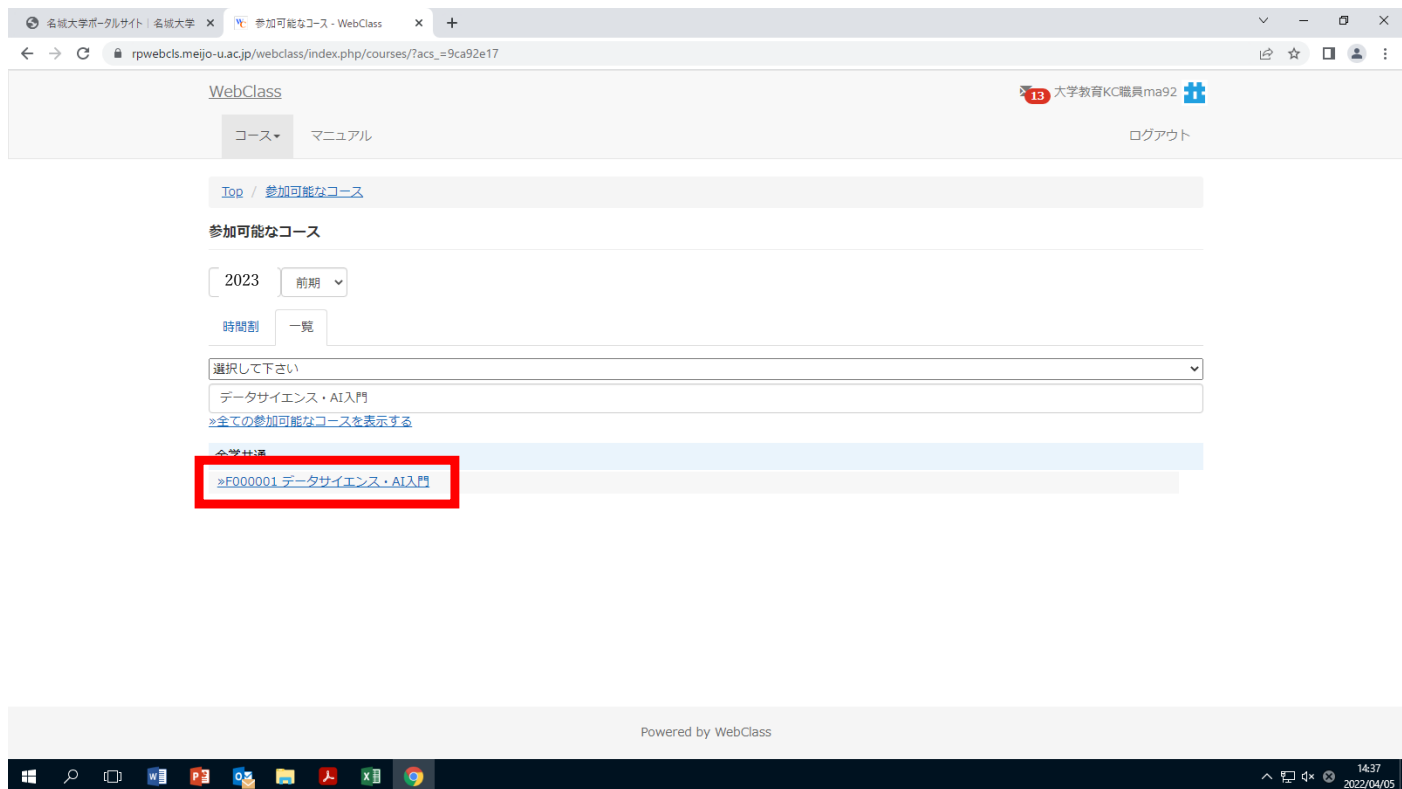 名城大学ポータルサイト | 名城大学
参加可能なコース - WebClass
rpwebcls.meijo-u.ac.jp/webclass/index.php/courses/?acs_=9ca92e17
WebClass
13 大学教育KC職員ma92
コース
マニュアル
ログアウト
Top / 参加可能なコース
参加可能なコース
2023
前期
時間割
一覧
選択して下さい
データサイエンス・AI入門
»全ての参加可能なコースを表示する
全学共通
»F000001 データサイエンス・AI入門
Powered by WebClass
14:37
2022/04/05